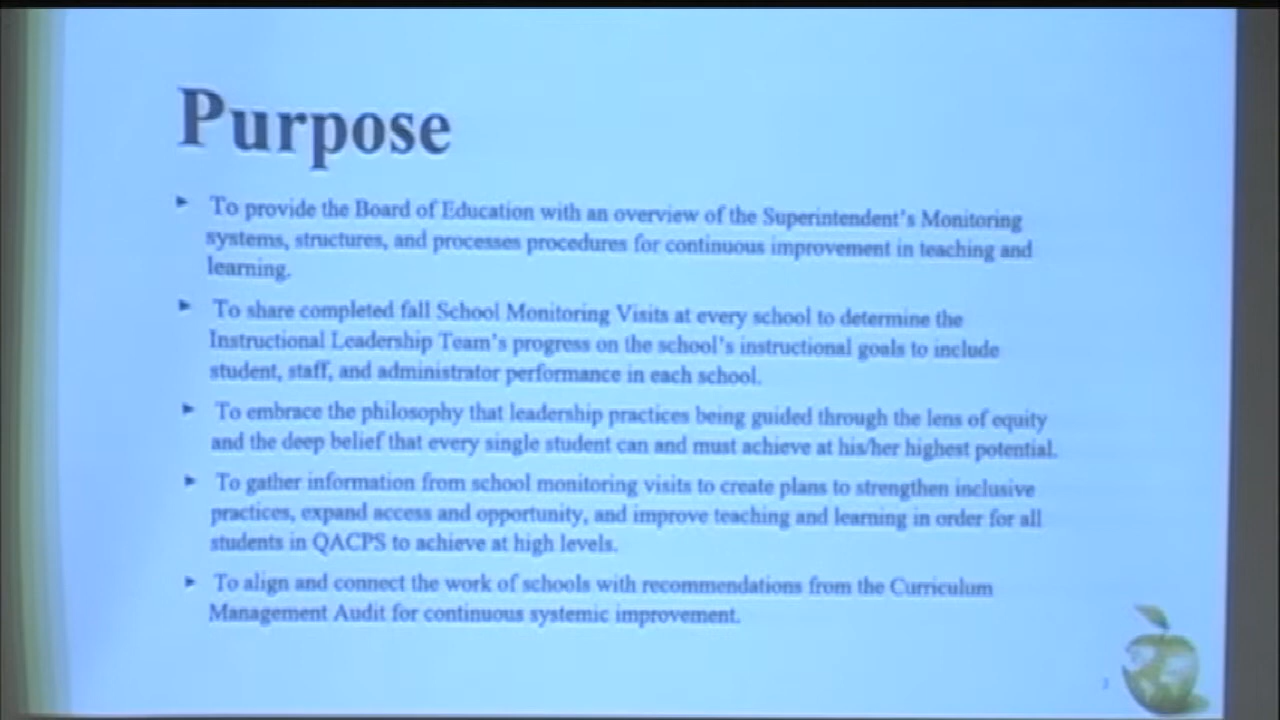 Purpose
► To provide the Board of Education with an overview of the Superintendent's Monitoring
systems, structures, and processes procedures for continuous improvement in teaching and
learning.
► To share completed fall School Monitoring Visits at every school to determine the
Instructional Leadership Team's progress on the school's instructional goals to include
student, staff, and administrator performance in each school.
► To embrace the philosophy that leadership practices being guided through the lens of equity
and the deep belief that every single student can and must achieve at his/her highest potential.
► To gather information from school monitoring visits to create plans to strengthen inclusive
practices, expand access and opportunity, and improve teaching and learning in order for all
students in QACPS to achieve at high levels.
► To align and connect the work of schools with recommendations from the Curriculum
Management Audit for continuous systemic improvement.